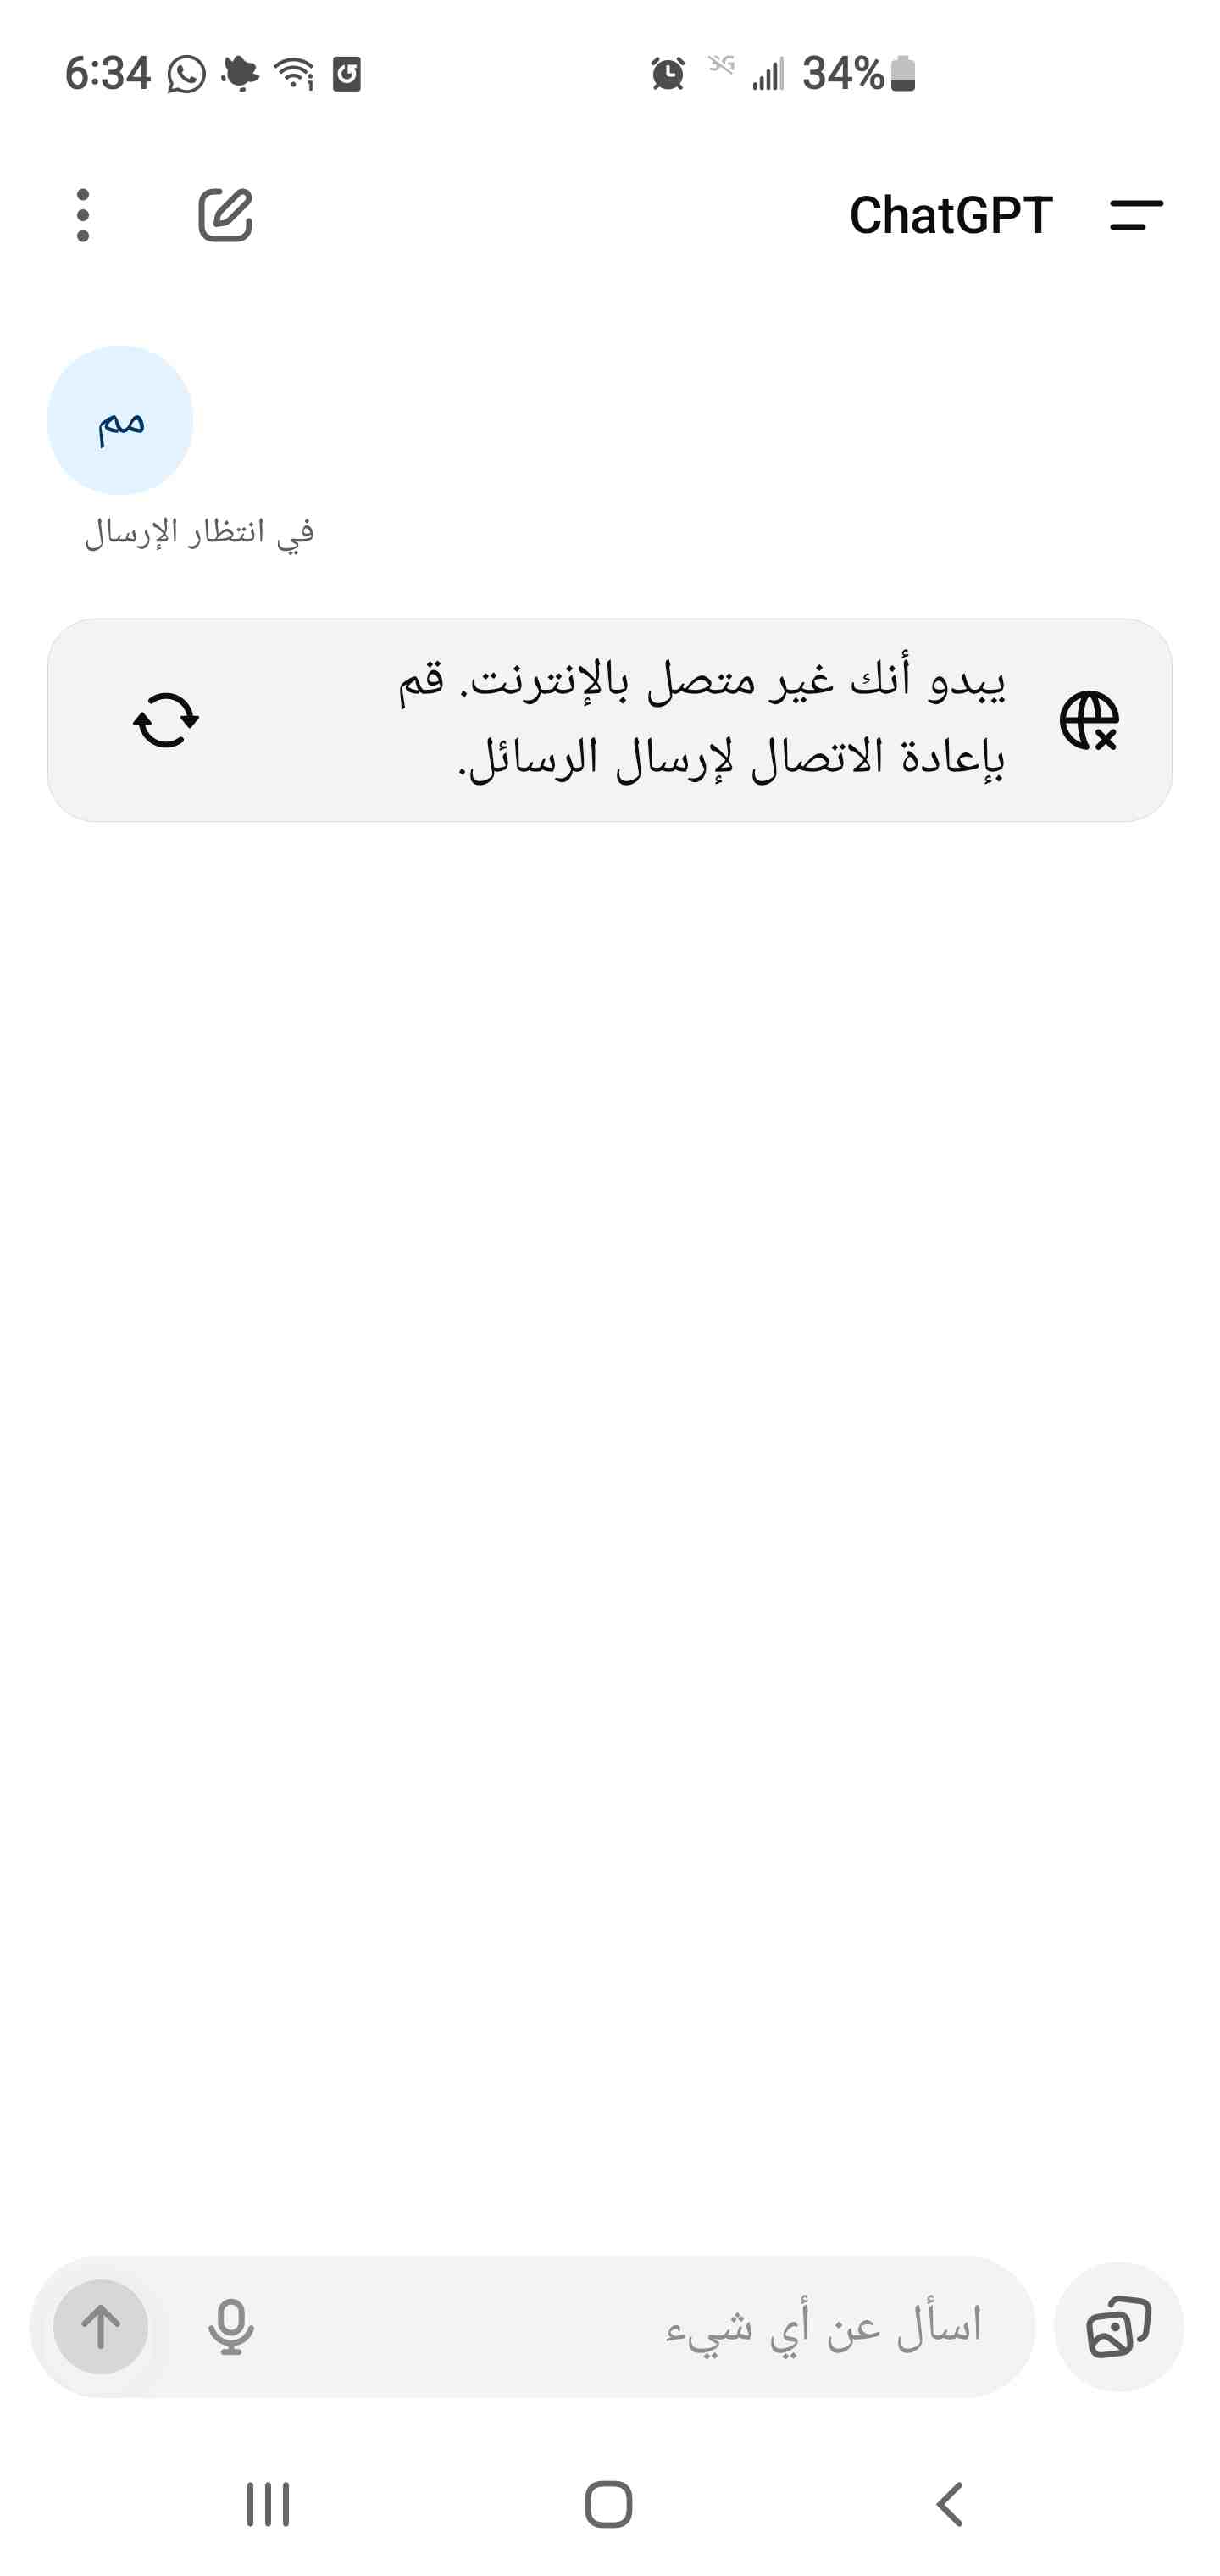 6:34 5G 34%
ChatGPT
مم
في انتظار الإرسال
يبدو أنك غير متصل بالإنترنت. قم
بإعادة الاتصال لإرسال الرسائل.
اسأل عن أي شيء